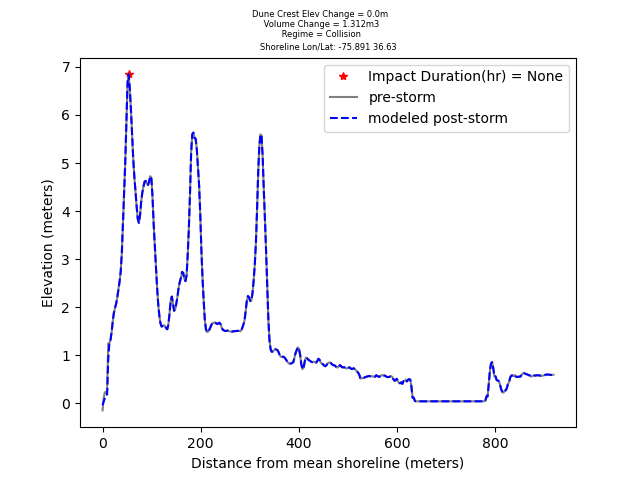 Dune Crest Elev Change = 0.0m
Volume Change = 1.312m3
Regime = Collision
Shoreline Lon/Lat: -75.891 36.63
Impact Duration(hr) = None
pre-storm
modeled post-storm
7
6
5
4
3
2
1
0
Elevation (meters)
0 200 400 600 800
Distance from mean shoreline (meters)